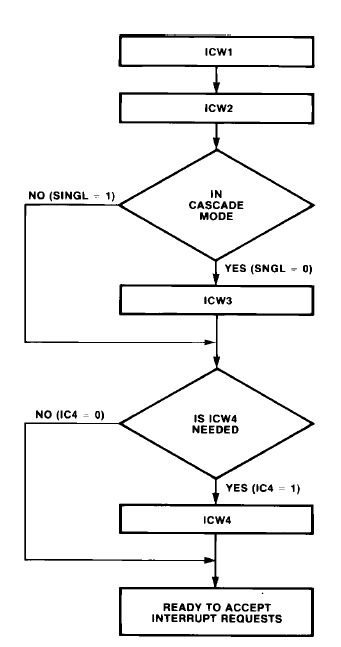 ICW1
ICW2
IN
CASCADE
MODE
NO (SINGL = 1)
YES (SNGL = 0)
ICW3
IS ICW4
NEEDED
NO (IC4 = 0)
YES (IC4 = 1)
ICW4
READY TO ACCEPT
INTERRUPT REQUESTS